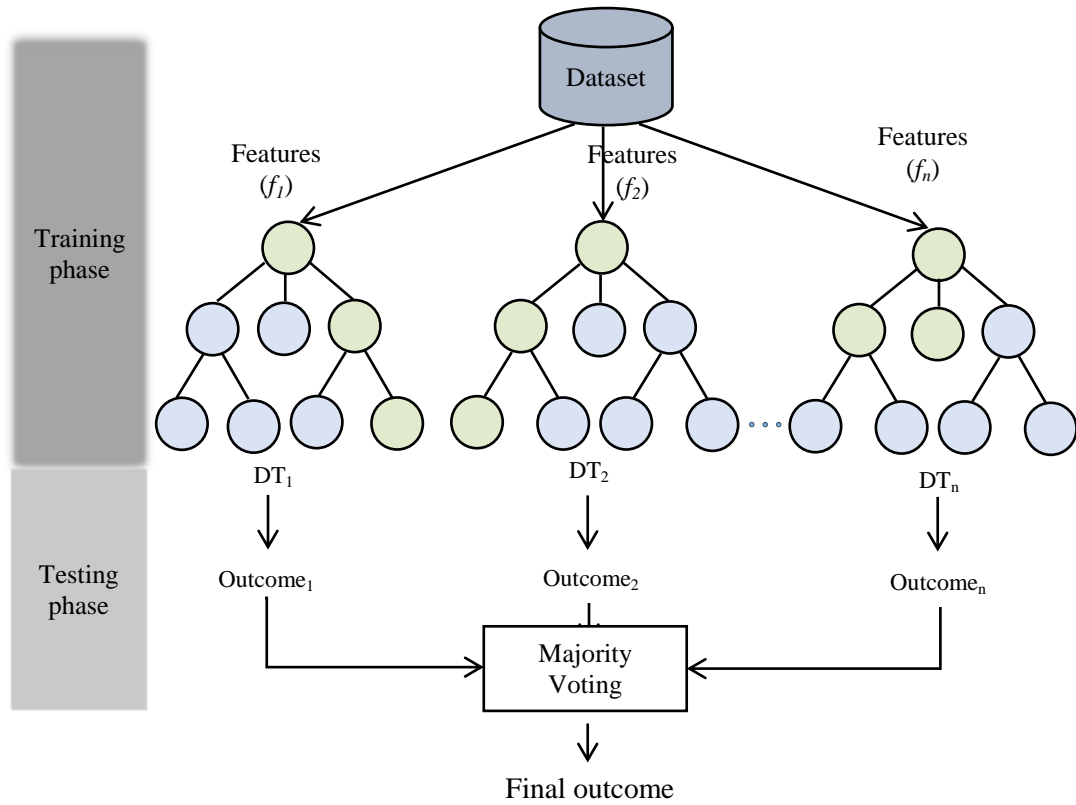 Dataset
Features
(f₁)
Features
(f₂)
Features
(fₙ)
Training
phase
DT₁
DT₂
DTₙ
Testing
phase
Outcome₁
Outcome₂
Outcomeₙ
Majority
Voting
Final outcome